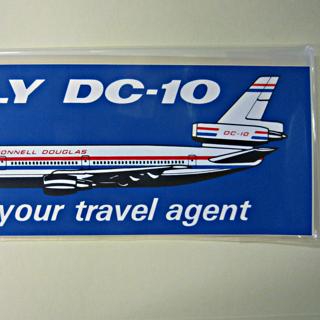 LY DC-10
DC-10
ONNELL DOUGLAS
your travel agent